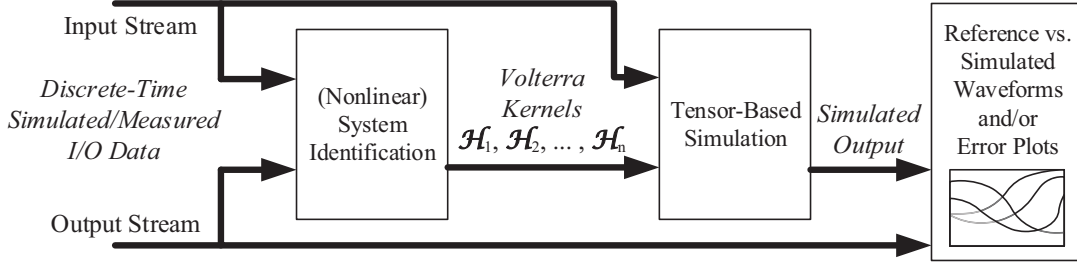 Input Stream
Discrete-Time
Simulated/Measured
I/O Data
Output Stream
(Nonlinear)
System
Identification
Volterra
Kernels
ℋ₁, ℋ₂, ... , ℋₙ
Tensor-Based
Simulation
Simulated
Output
Reference vs.
Simulated
Waveforms
and/or
Error Plots